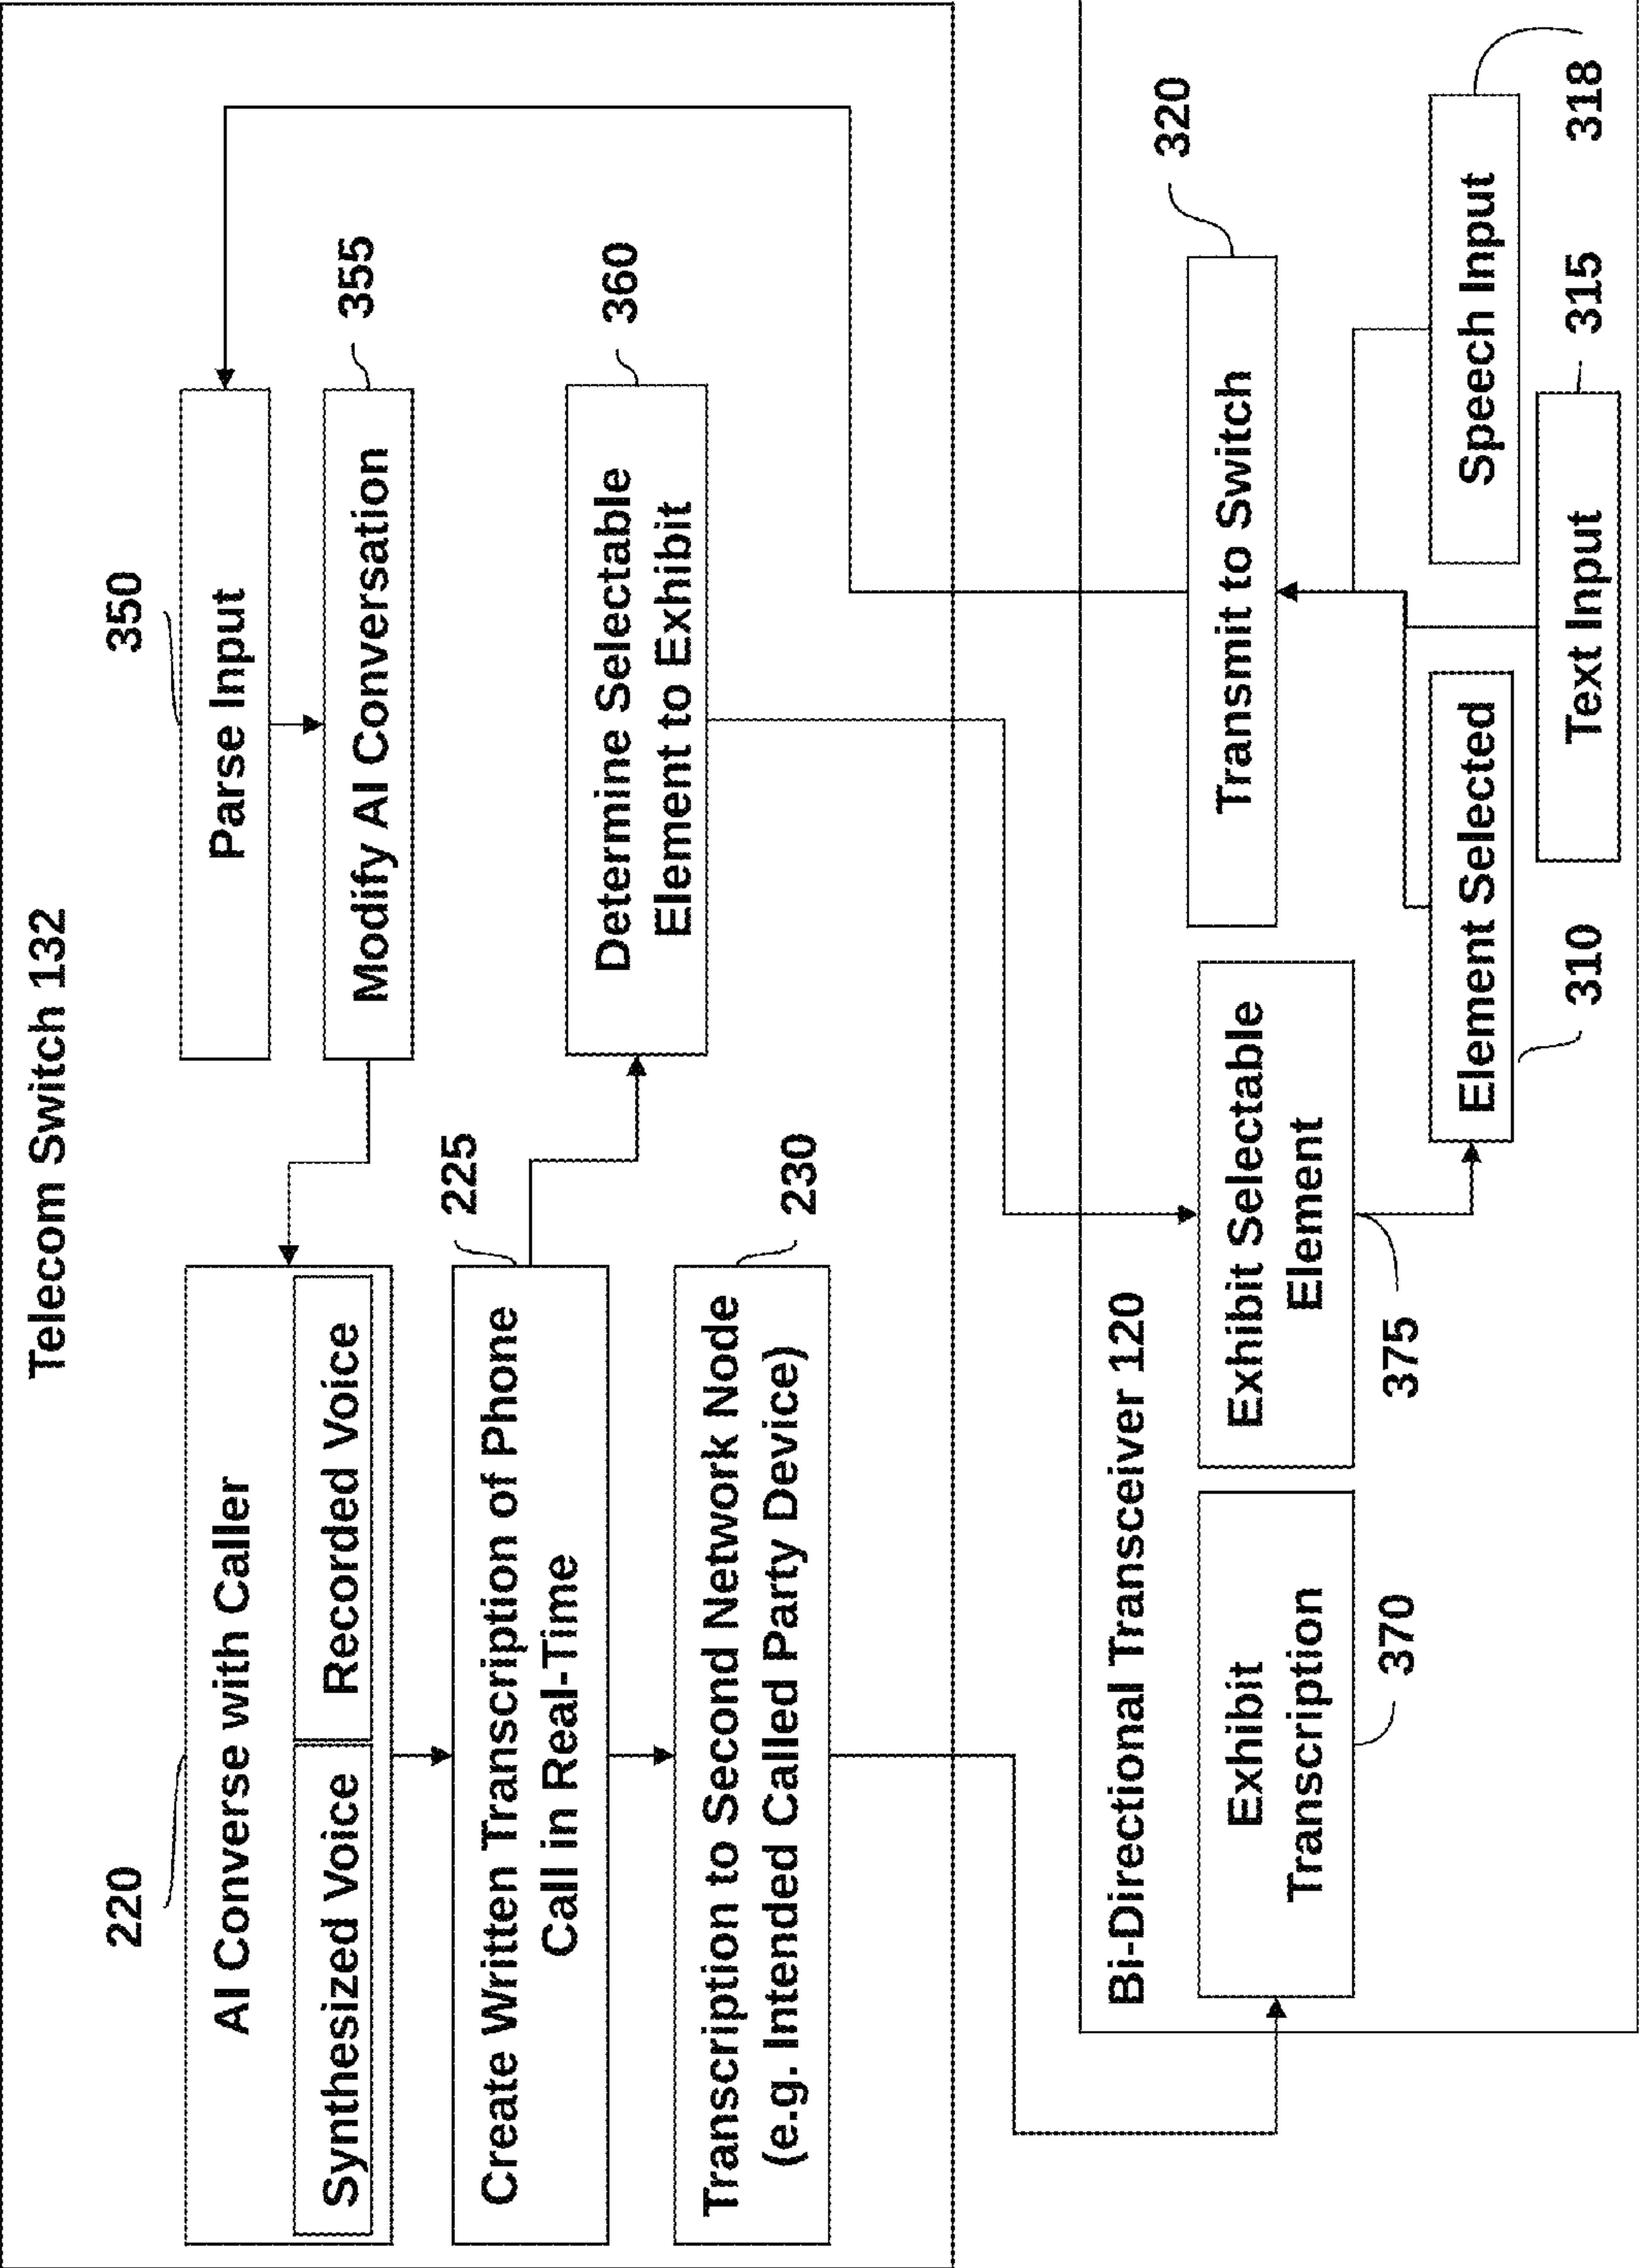 Telecom Switch 132
220
AI Converse with Caller
Synthesized Voice
Recorded Voice
225
Create Written Transcription of Phone
Call in Real-Time
230
Transcription to Second Network Node
(e.g. Intended Called Party Device)
350
Parse Input
355
Modify AI Conversation
360
Determine Selectable
Element to Exhibit
Bi-Directional Transceiver 120
Exhibit
Transcription
370
Exhibit Selectable
Element
375
Transmit to Switch
320
Element Selected
310
Speech Input
318
Text Input
315